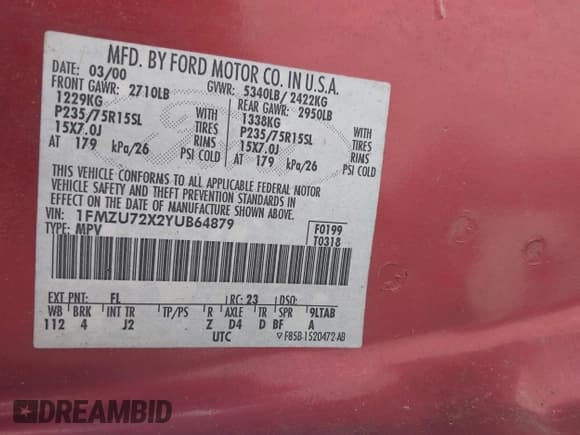 MFD. BY FORD MOTOR CO. IN U.S.A.
DATE: 03/00 GVWR: 5340LB/ 2422KG
FRONT GAWR: 2710LB REAR GAWR: 2950LB
1229KG WITH 1338KG WITH
P235/75R15SL TIRES P235/75R15SL TIRES
15X7.0J RIMS 15X7.0J RIMS
AT 179 kPa/26 PSI COLD AT 179 kPa/26 PSI COLD
THIS VEHICLE CONFORMS TO ALL APPLICABLE FEDERAL MOTOR
VEHICLE SAFETY AND THEFT PREVENTION STANDARDS IN
EFFECT ON THE DATE OF MANUFACTURE SHOWN ABOVE.
VIN: 1FMZU72X2YUB64879 F0199
TYPE: MPV T0318
EXT PNT: FL RC: 23 DSO:
WB BRK INT TR TP/PS R AXLE TR SPR 9LTAB
112 4 J2 Z D4 D BF A
UTC ▽ F85B-1520472-AB
DREAMBID